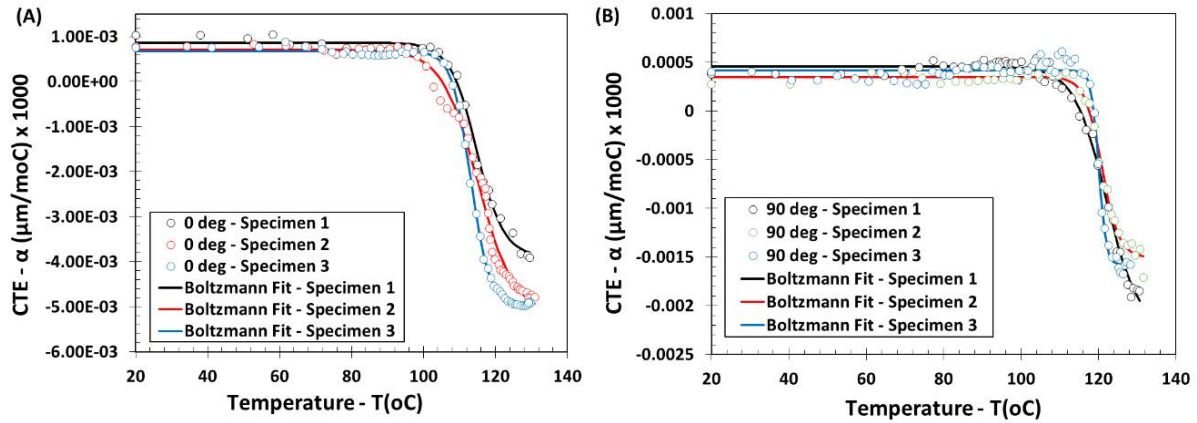 (A)
CTE - α (μm/moC) x 1000
1.00E-03
0.00E+00
-1.00E-03
-2.00E-03
-3.00E-03
-4.00E-03
-5.00E-03
-6.00E-03
0 deg - Specimen 1
0 deg - Specimen 2
0 deg - Specimen 3
Boltzmann Fit - Specimen 1
Boltzmann Fit - Specimen 2
Boltzmann Fit - Specimen 3
20 40 60 80 100 120 140
Temperature - T(oC)
(B)
CTE - α (μm/moC) x 1000
0.001
0.0005
0
-0.0005
-0.001
-0.0015
-0.002
-0.0025
90 deg - Specimen 1
90 deg - Specimen 2
90 deg - Specimen 3
Boltzmann Fit - Specimen 1
Boltzmann Fit - Specimen 2
Boltzmann Fit - Specimen 3
20 40 60 80 100 120 140
Temperature - T(oC)